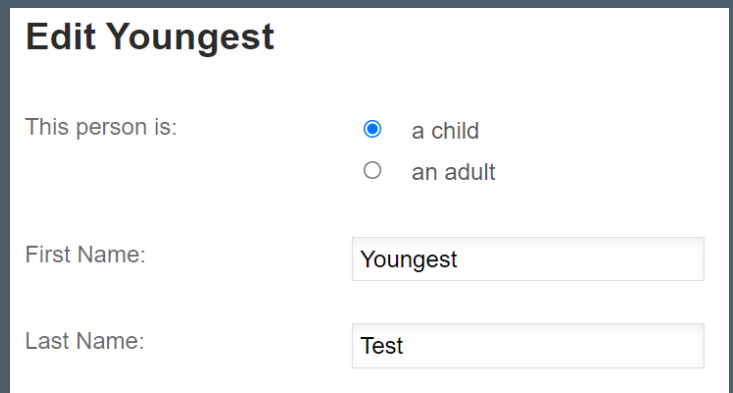 Edit Youngest
This person is:
a child
an adult
First Name:
Youngest
Last Name:
Test